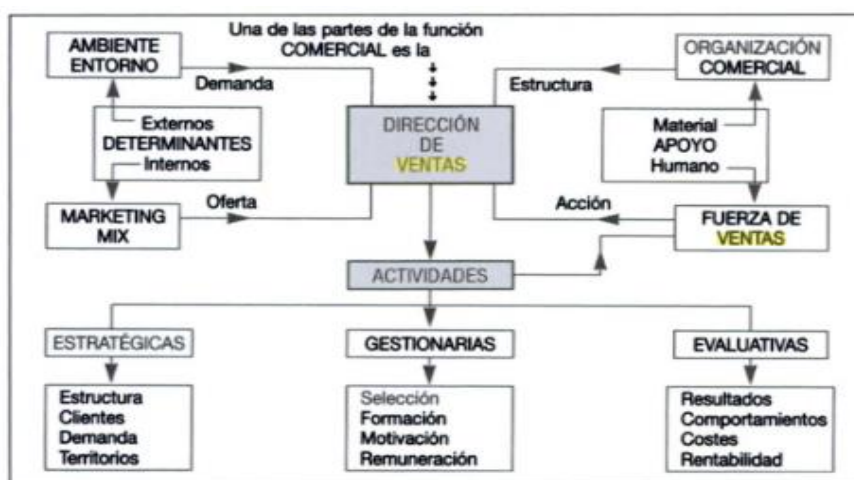 Una de las partes de la función
COMERCIAL es la
AMBIENTE
ENTORNO
Demanda
Estructura
ORGANIZACIÓN
COMERCIAL
Externos
DETERMINANTES
Internos
DIRECCIÓN
DE
VENTAS
Material
APOYO
Humano
MARKETING
MIX
Oferta
Acción
FUERZA DE
VENTAS
ACTIVIDADES
ESTRATÉGICAS
GESTIONARIAS
EVALUATIVAS
Estructura
Clientes
Demanda
Territorios
Selección
Formación
Motivación
Remuneración
Resultados
Comportamientos
Costes
Rentabilidad